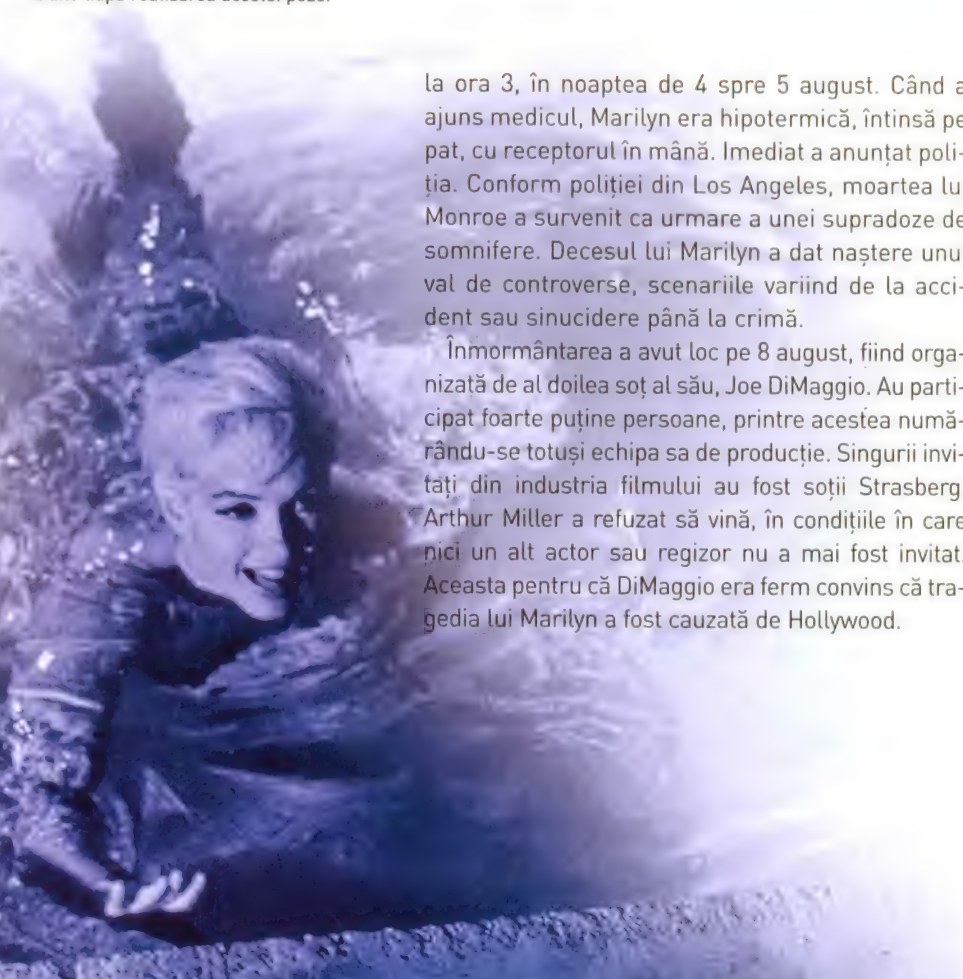 după realizarea acestei poze.
la ora 3, în noaptea de 4 spre 5 august. Când a
ajuns medicul, Marilyn era hipotermică, întinsă pe
pat, cu receptorul în mână. Imediat a anunțat poli-
ția. Conform poliției din Los Angeles, moartea lu
Monroe a survenit ca urmare a unei supradoze de
somnifere. Decesul lui Marilyn a dat naștere unu
val de controverse, scenariile variind de la acci-
dent sau sinucidere până la crimă.
Înmormântarea a avut loc pe 8 august, fiind orga-
nizată de al doilea soț al său, Joe DiMaggio. Au parti-
cipat foarte puține persoane, printre acestea numă-
rându-se totuși echipa sa de producție. Singurii invi-
tați din industria filmului au fost soții Strasberg
Arthur Miller a refuzat să vină, în condițiile în care
nici un alt actor sau regizor nu a mai fost invitat.
Aceasta pentru că DiMaggio era ferm convins că tra-
gedia lui Marilyn a fost cauzată de Hollywood.